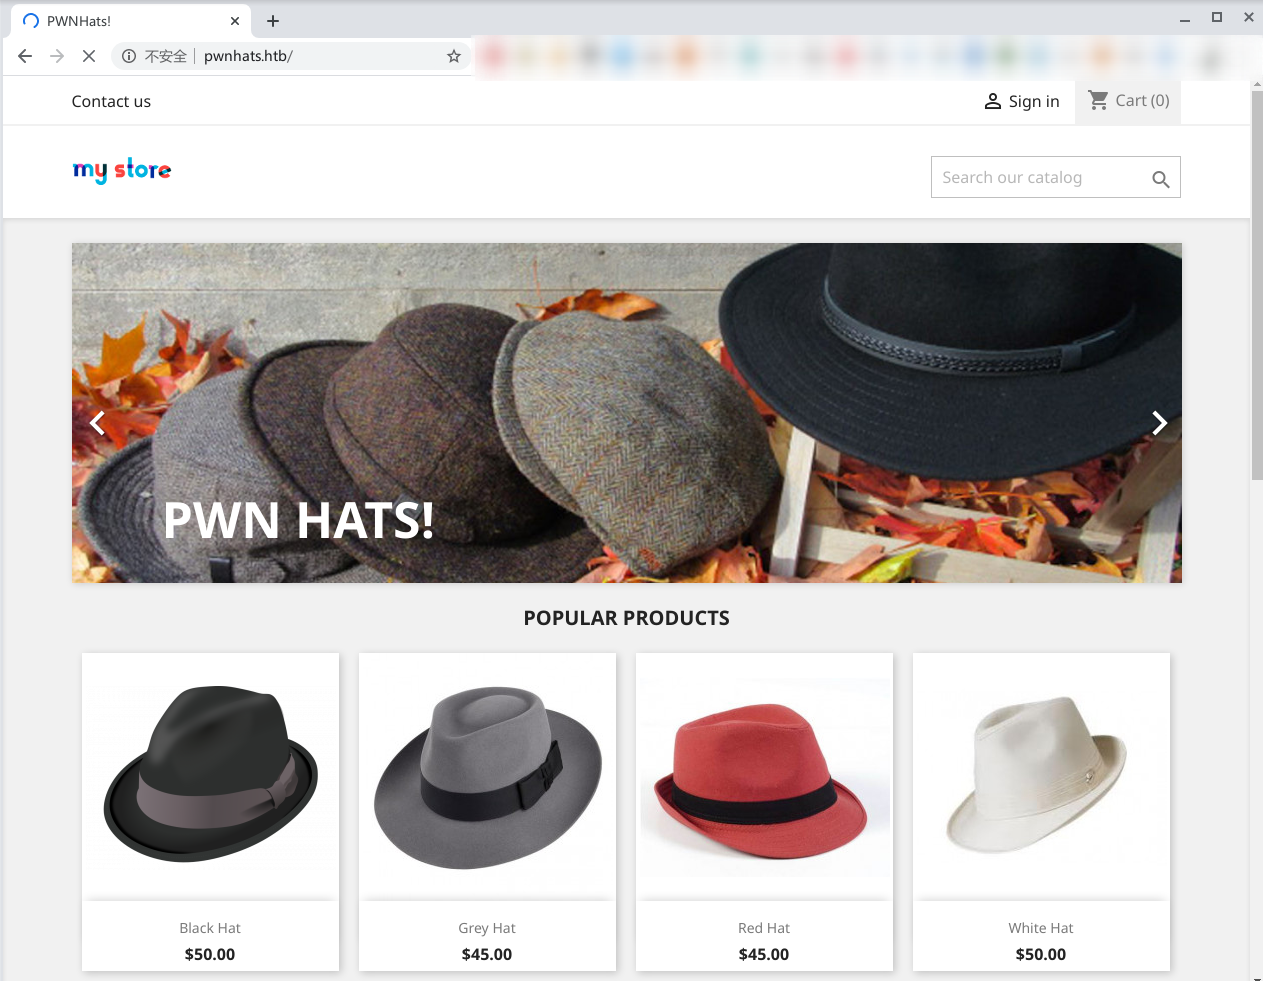 PWNHats!
不安全 pwnhats.htb/
Contact us
Sign in
Cart (0)
my store
Search our catalog
PWN HATS!
POPULAR PRODUCTS
Black Hat
$50.00
Grey Hat
$45.00
Red Hat
$45.00
White Hat
$50.00